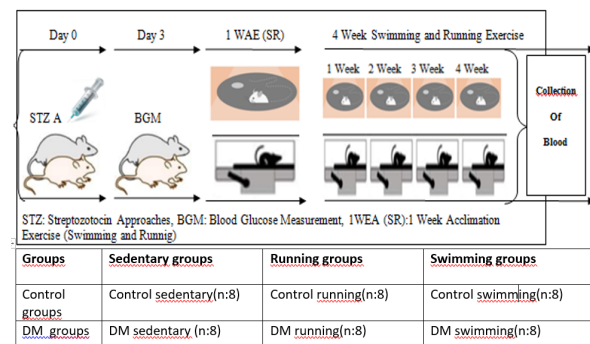 Day 0 Day 3 1 WAE (SR) 4 Week Swimming and Running Exercise
1 Week 2 Week 3 Week 4 Week
STZ A BGM
Collection
Of
Blood
STZ: Streptozotocin Approaches, BGM: Blood Glucose Measurement, 1WEA (SR):1 Week Acclimation
Exercise (Swimming and Runnig)
Groups Sedentary groups Running groups Swimming groups
Control groups Control sedentary(n:8) Control running(n:8) Control swimming(n:8)
DM groups DM sedentary (n:8) DM running(n:8) DM swimming(n:8)